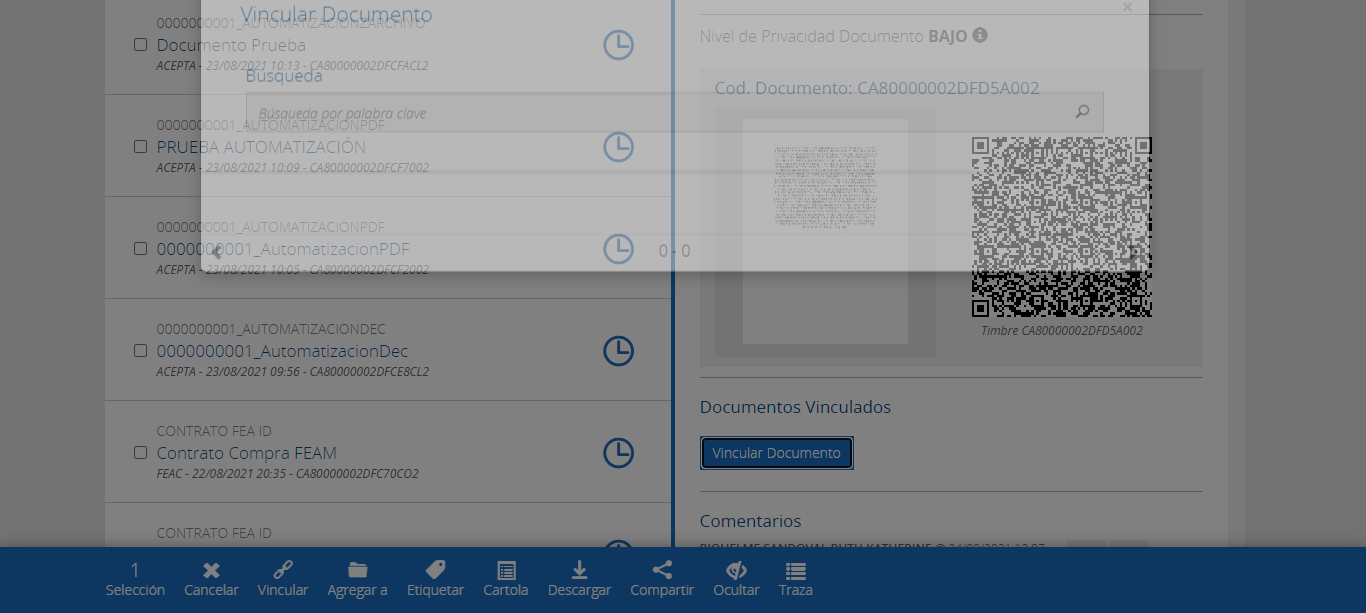 Vincular Documento
×
Búsqueda
Búsqueda por palabra clave
0 - 0
0000000001_AUTOMATIZACION2ARCHIVO
Documento Prueba
ACEPTA - 23/08/2021 10:13 - CA80000002DFCFACL2
0000000001_AUTOMATIZACIONPDF
PRUEBA AUTOMATIZACIÓN
ACEPTA - 23/08/2021 10:09 - CA80000002DFCF7002
0000000001_AUTOMATIZACIONPDF
0000000001_AutomatizacionPDF
ACEPTA - 23/08/2021 10:05 - CA80000002DFCF2002
0000000001_AUTOMATIZACIONDEC
0000000001_AutomatizacionDec
ACEPTA - 23/08/2021 09:56 - CA80000002DFCE8CL2
CONTRATO FEA ID
Contrato Compra FEAM
FEAC - 22/08/2021 20:35 - CA80000002DFC70CO2
CONTRATO FEA ID
Nivel de Privacidad Documento BAJO
Cod. Documento: CA80000002DFD5A002
Timbre CA80000002DFD5A002
Documentos Vinculados
Vincular Documento
Comentarios
1
Selección
Cancelar
Vincular
Agregar a
Etiquetar
Cartola
Descargar
Compartir
Ocultar
Traza